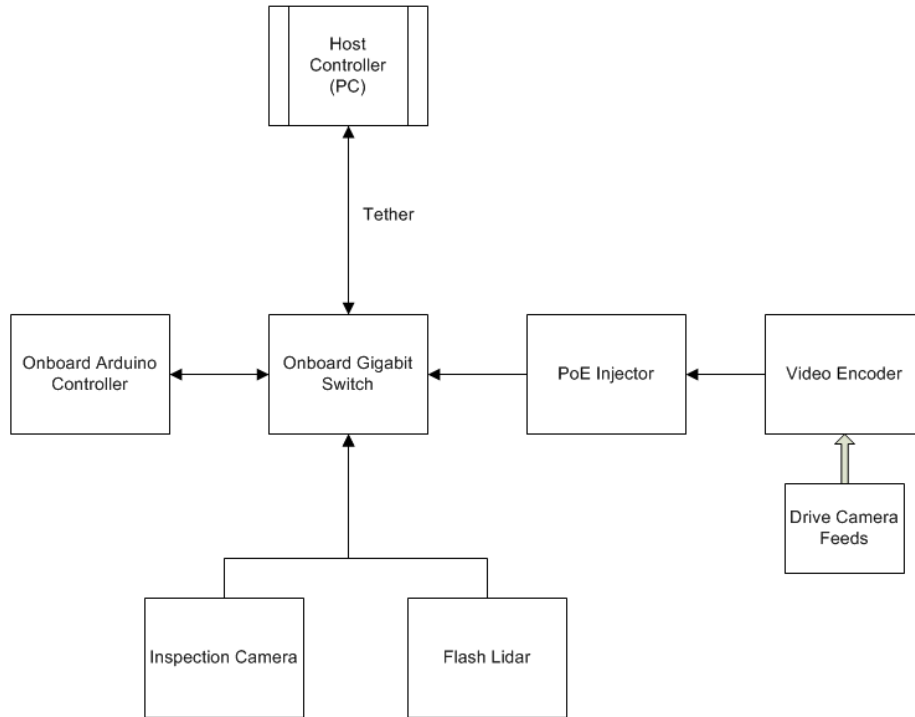 Host
Controller
(PC)
Tether
Onboard Arduino
Controller
Onboard Gigabit
Switch
PoE Injector
Video Encoder
Drive Camera
Feeds
Inspection Camera
Flash Lidar